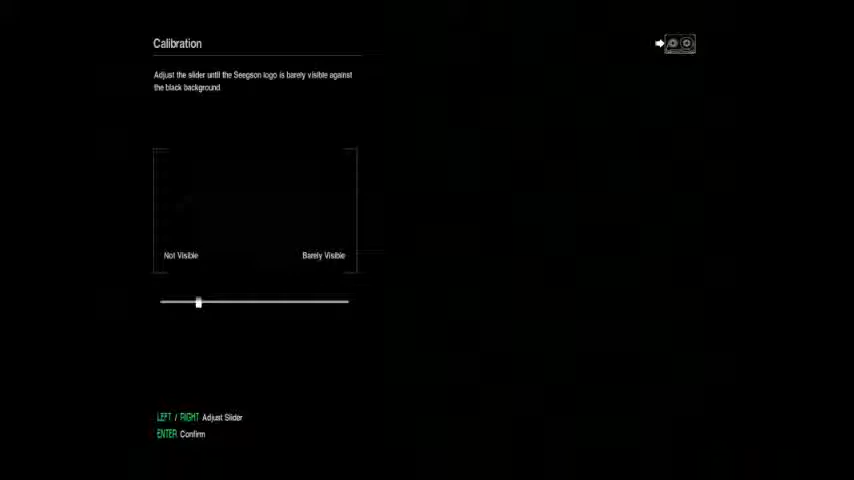 Calibration
Adjust the slider until the Seegson logo is barely visible against
the black background
Not Visible
Barely Visible
LEFT / RIGHT Adjust Slider
ENTER Confirm